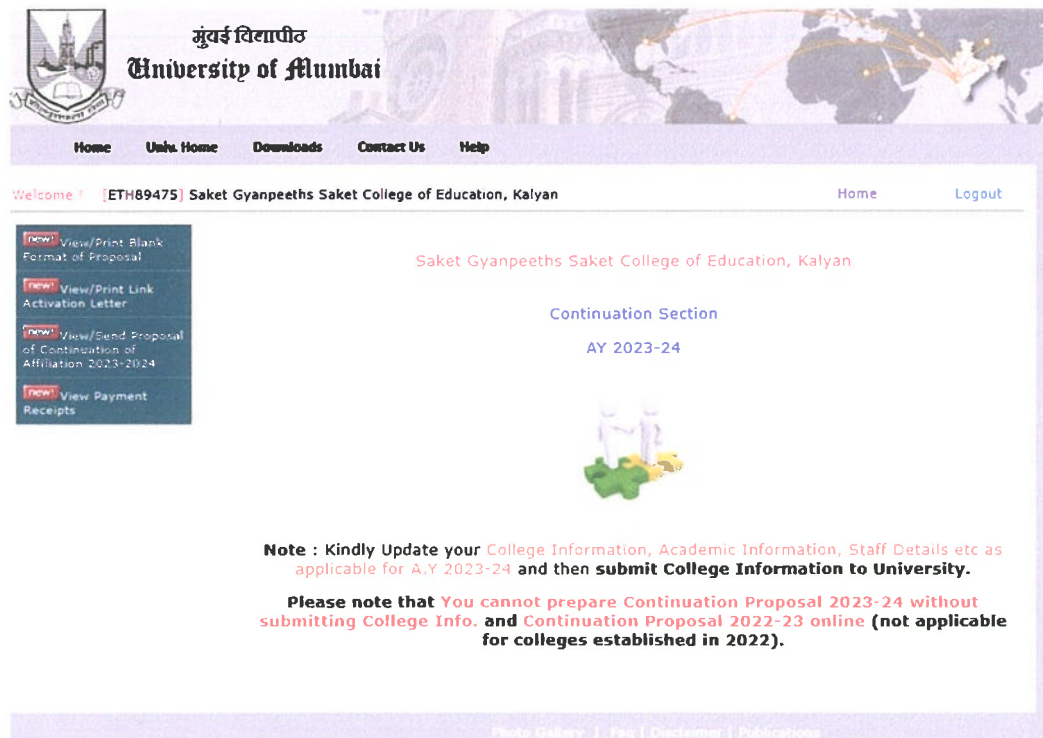 मुंबई विद्यापीठ
University of Mumbai
Home Univ. Home Downloads Contact Us Help
Welcome ! [ETH89475] Saket Gyanpeeths Saket College of Education, Kalyan Home Logout
new! View/Print Blank
Format of Proposal
new! View/Print Link
Activation Letter
new! View/Send Proposal
of Continuation of
Affiliation 2023-2024
new! View Payment
Receipts
Saket Gyanpeeths Saket College of Education, Kalyan
Continuation Section
AY 2023-24
Note : Kindly Update your College Information, Academic Information, Staff Details etc as
applicable for A.Y 2023-24 and then submit College Information to University.
Please note that You cannot prepare Continuation Proposal 2023-24 without
submitting College Info. and Continuation Proposal 2022-23 online (not applicable
for colleges established in 2022).
Photo Gallery | Faq | Disclaimer | Publications